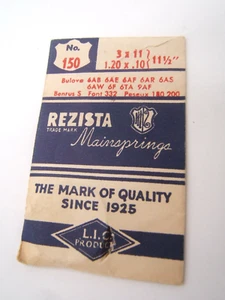 No.
150
3 x 11
1.20 x .10
11½"
Bulova 6AB 6AE 6AF 6AR 6AS
6AW 6F 6TA 9AF
Benrus S Font 332 Peseux 180 200
REZISTA
TRADE MARK
Mainsprings
THE MARK OF QUALITY
SINCE 1925
L.I.C.
PRODUCT